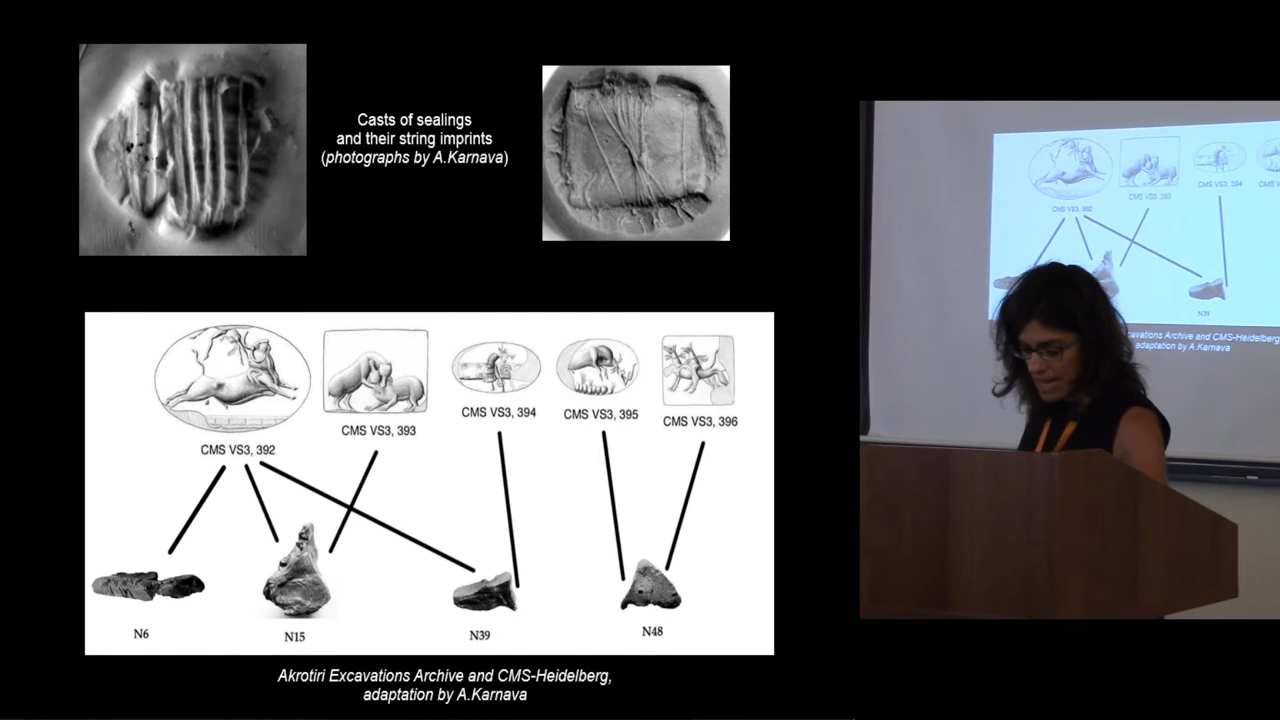 Casts of sealings
and their string imprints
(photographs by A.Karnava)
CMS VS3, 392
CMS VS3, 393
CMS VS3, 394
CMS VS3, 395
CMS VS3, 396
N6
N15
N39
N48
Akrotiri Excavations Archive and CMS-Heidelberg,
adaptation by A.Karnava
CMS VS3, 392
CMS VS3, 393
CMS VS3, 394
N39
Excavations Archive and CMS-Heidelberg
adaptation by A.Karnava